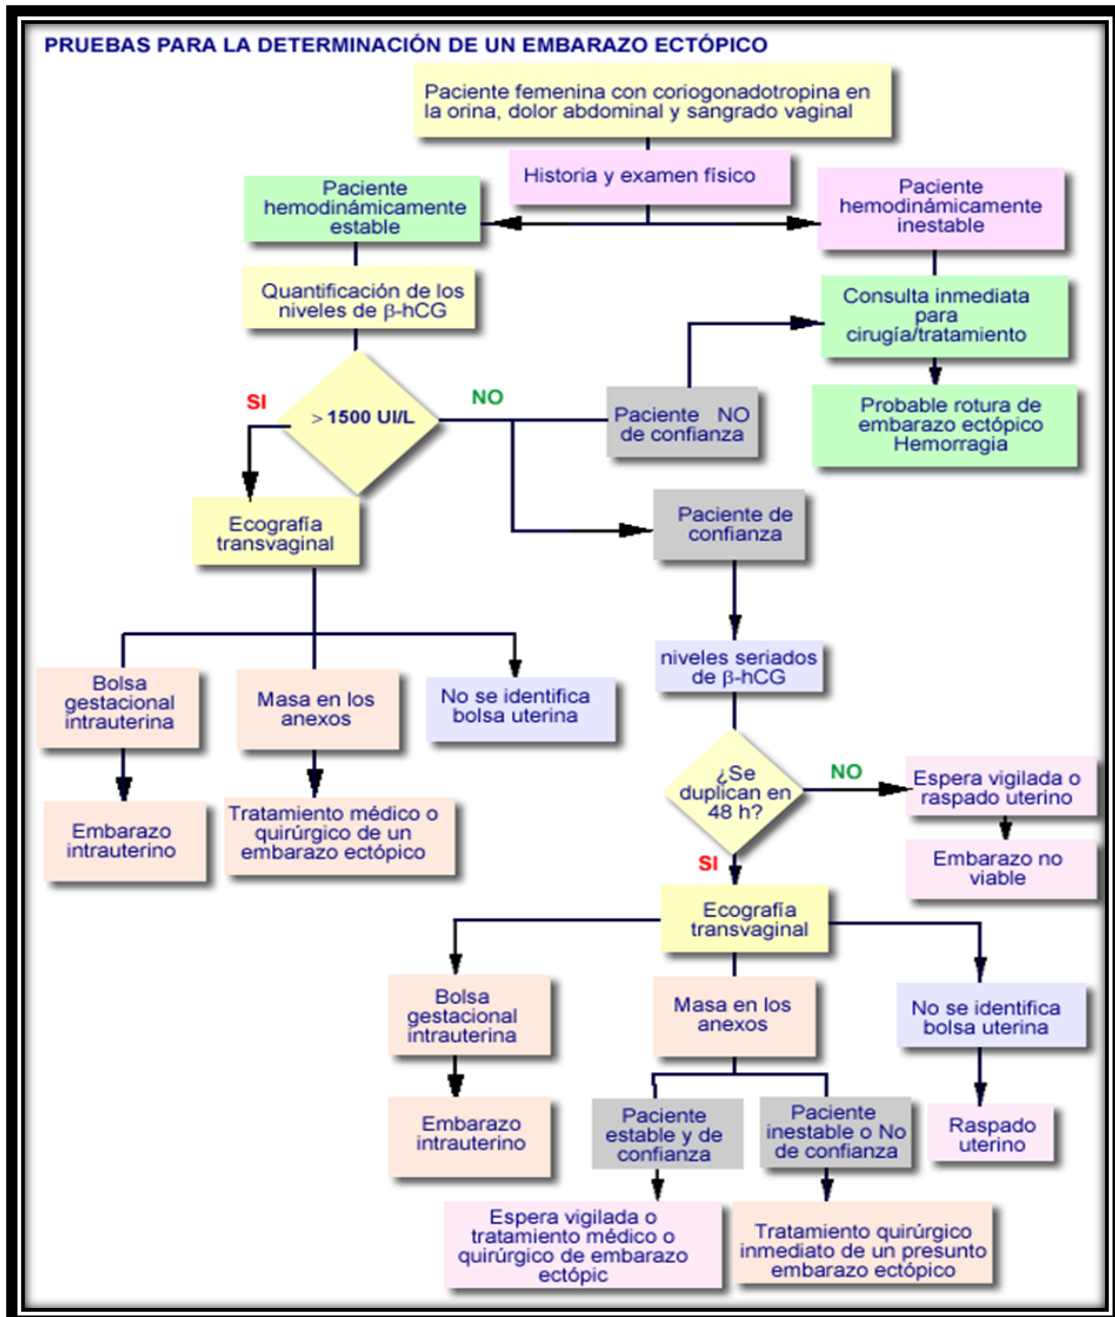 PRUEBAS PARA LA DETERMINACIÓN DE UN EMBARAZO ECTÓPICO
Paciente femenina con coriogonadotropina en
la orina, dolor abdominal y sangrado vaginal
Historia y examen físico
Paciente
hemodinámicamente
estable
Paciente
hemodinámicamente
inestable
Quantificación de los
niveles de β-hCG
Consulta inmediata
para
cirugía/tratamiento
Probable rotura de
embarazo ectópico
Hemorragia
SI
> 1500 UI/L
NO
Paciente NO
de confianza
Ecografía
transvaginal
Paciente de
confianza
Bolsa
gestacional
intrauterina
Masa en los
anexos
No se identifica
bolsa uterina
niveles seriados
de β-hCG
Embarazo
intrauterino
Tratamiento médico o
quirúrgico de un
embarazo ectópico
¿Se
duplican en
48 h?
NO
Espera vigilada o
raspado uterino
Embarazo no
viable
SI
Ecografía
transvaginal
Bolsa
gestacional
intrauterina
Masa en los
anexos
No se identifica
bolsa uterina
Embarazo
intrauterino
Paciente
estable y de
confianza
Paciente
inestable o No
de confianza
Raspado
uterino
Espera vigilada o
tratamiento médico o
quirúrgico de embarazo
ectópic
Tratamiento quirúrgico
inmediato de un presunto
embarazo ectópico